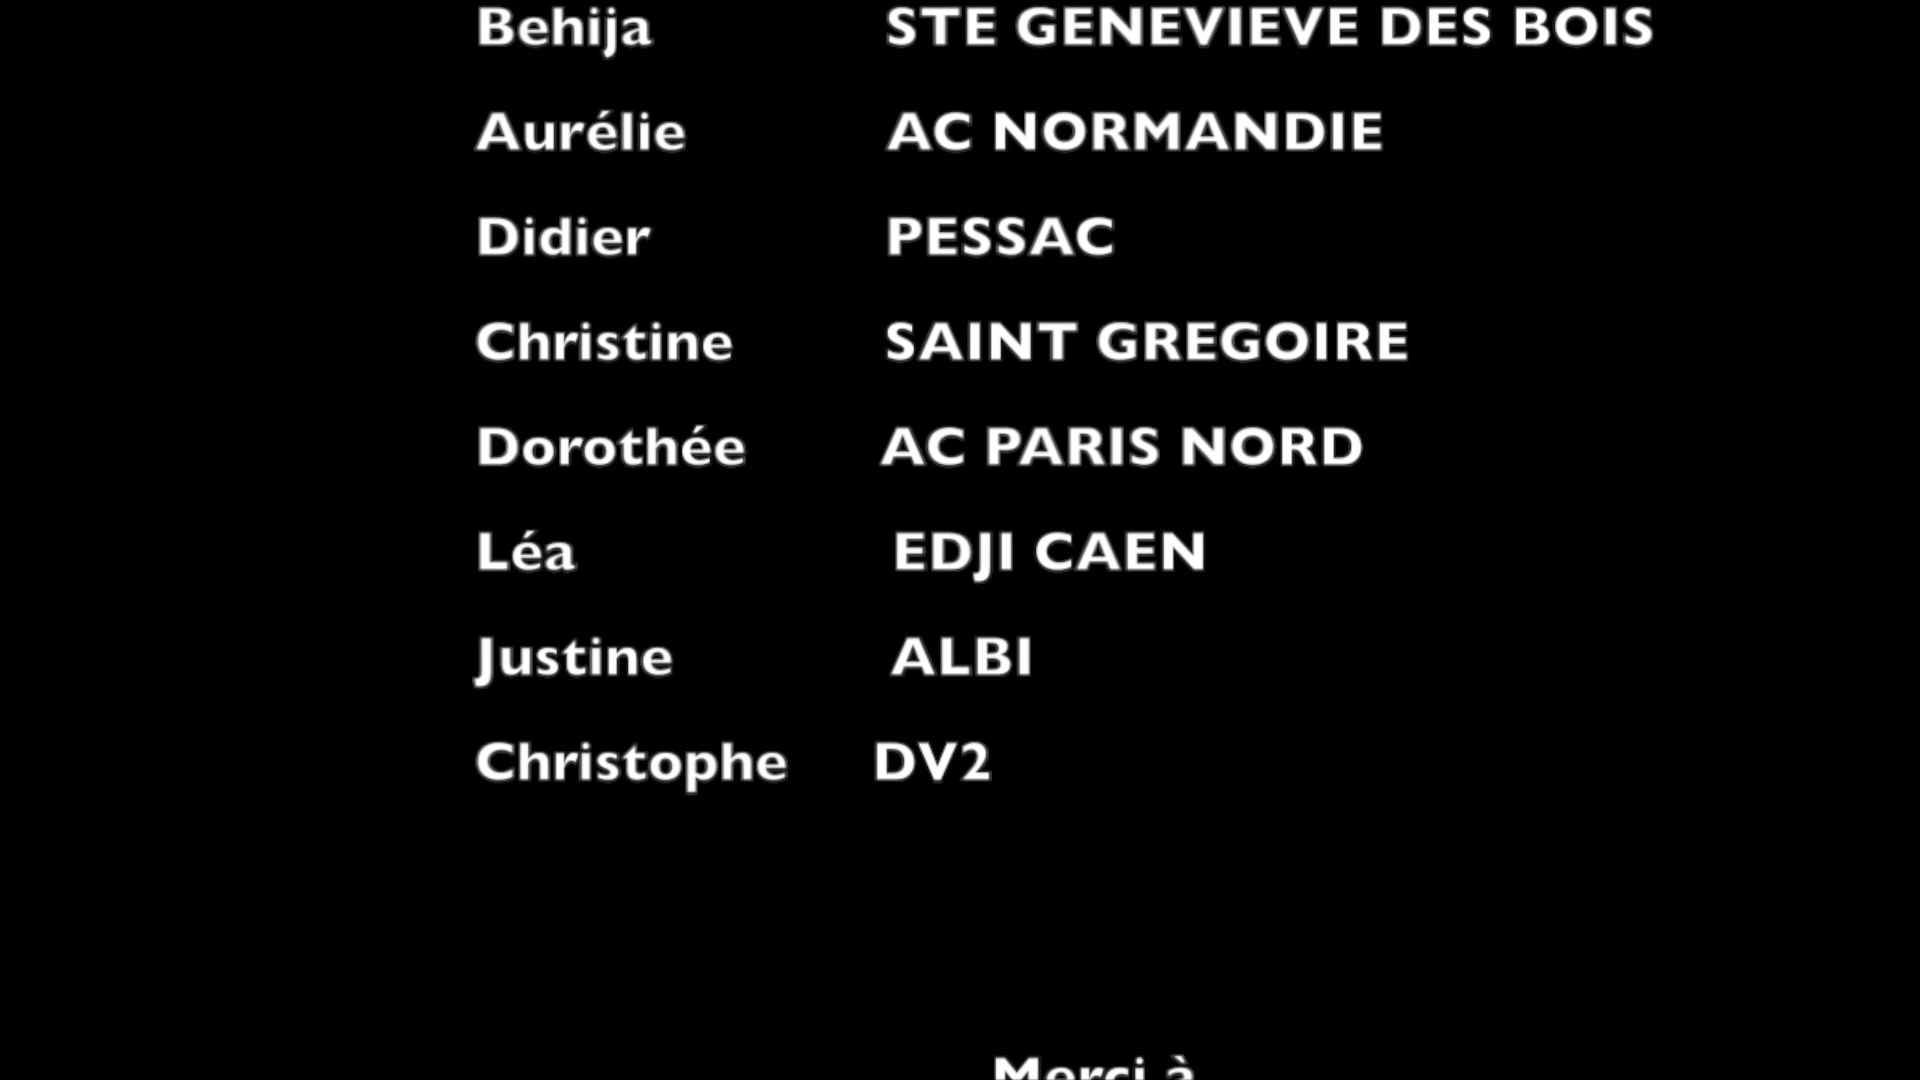 Behija STE GENEVIEVE DES BOIS
Aurélie AC NORMANDIE
Didier PESSAC
Christine SAINT GREGOIRE
Dorothée AC PARIS NORD
Léa EDJI CAEN
Justine ALBI
Christophe DV2
Merci à